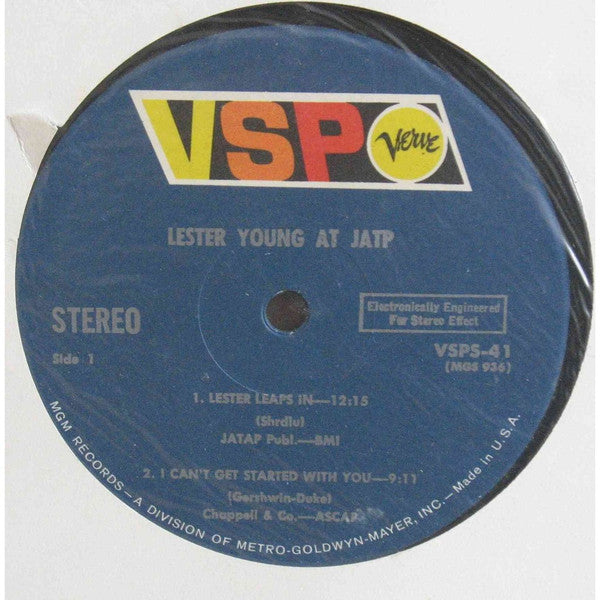 VSP Verve
LESTER YOUNG AT JATP
STEREO
Electronically Engineered
For Stereo Effect
Side 1
VSPS-41
(MGS 936)
1. LESTER LEAPS IN—12:15
(Shrdlu)
JATAP Publ.—BMI
2. I CAN'T GET STARTED WITH YOU—9:11
(Gershwin-Duke)
Chappell & Co.—ASCAP
MGM RECORDS—A DIVISION OF METRO-GOLDWYN-MAYER, INC.—Made in U.S.A.